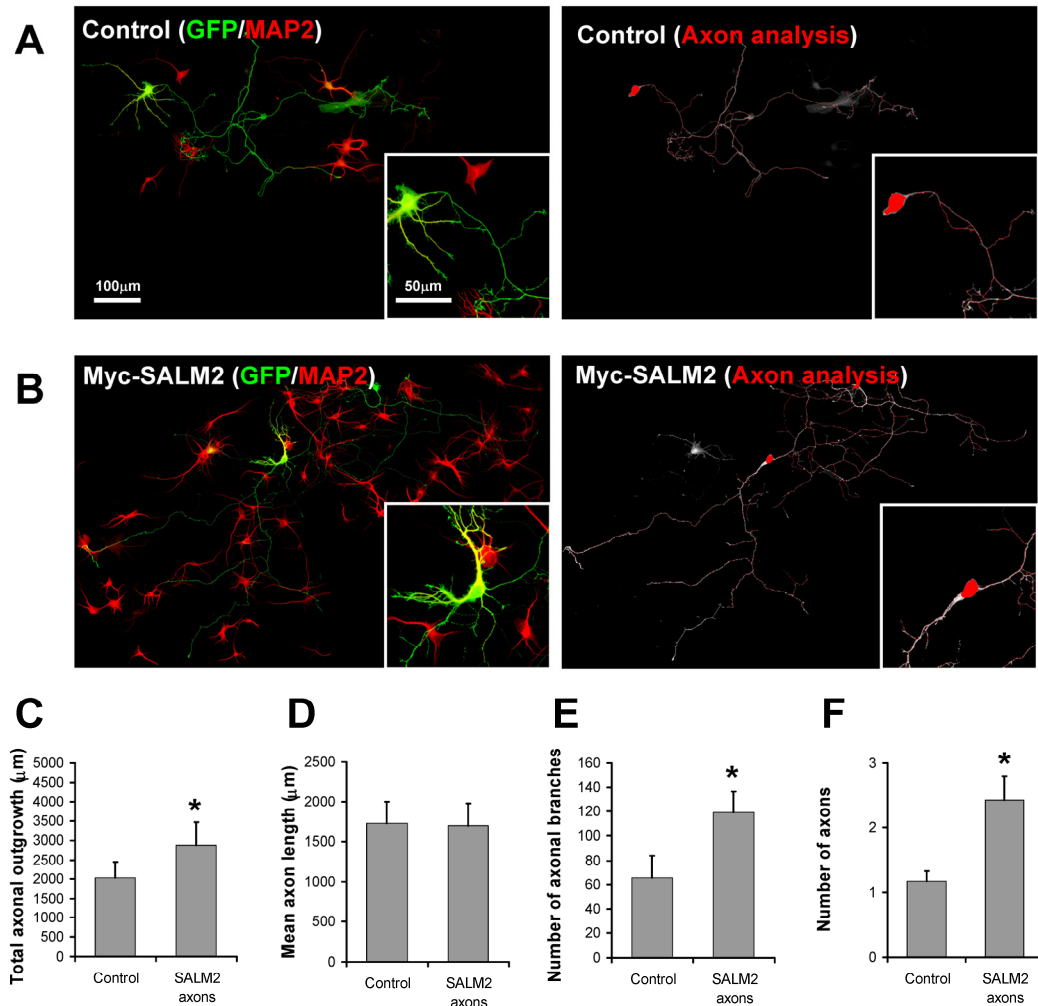 A
Control (GFP/MAP2)
100μm
50μm
Control (Axon analysis)
B
Myc-SALM2 (GFP/MAP2)
Myc-SALM2 (Axon analysis)
C
Total axonal outgrowth (μm)
5000
4500
4000
3500
3000
2500
2000
1500
1000
500
0
*
Control
SALM2
axons
D
Mean axon length (μm)
2500
2000
1500
1000
500
0
Control
SALM2
axons
E
Number of axonal branches
160
140
120
100
80
60
40
20
0
*
Control
SALM2
axons
F
Number of axons
3
2
1
0
*
Control
SALM2
axons